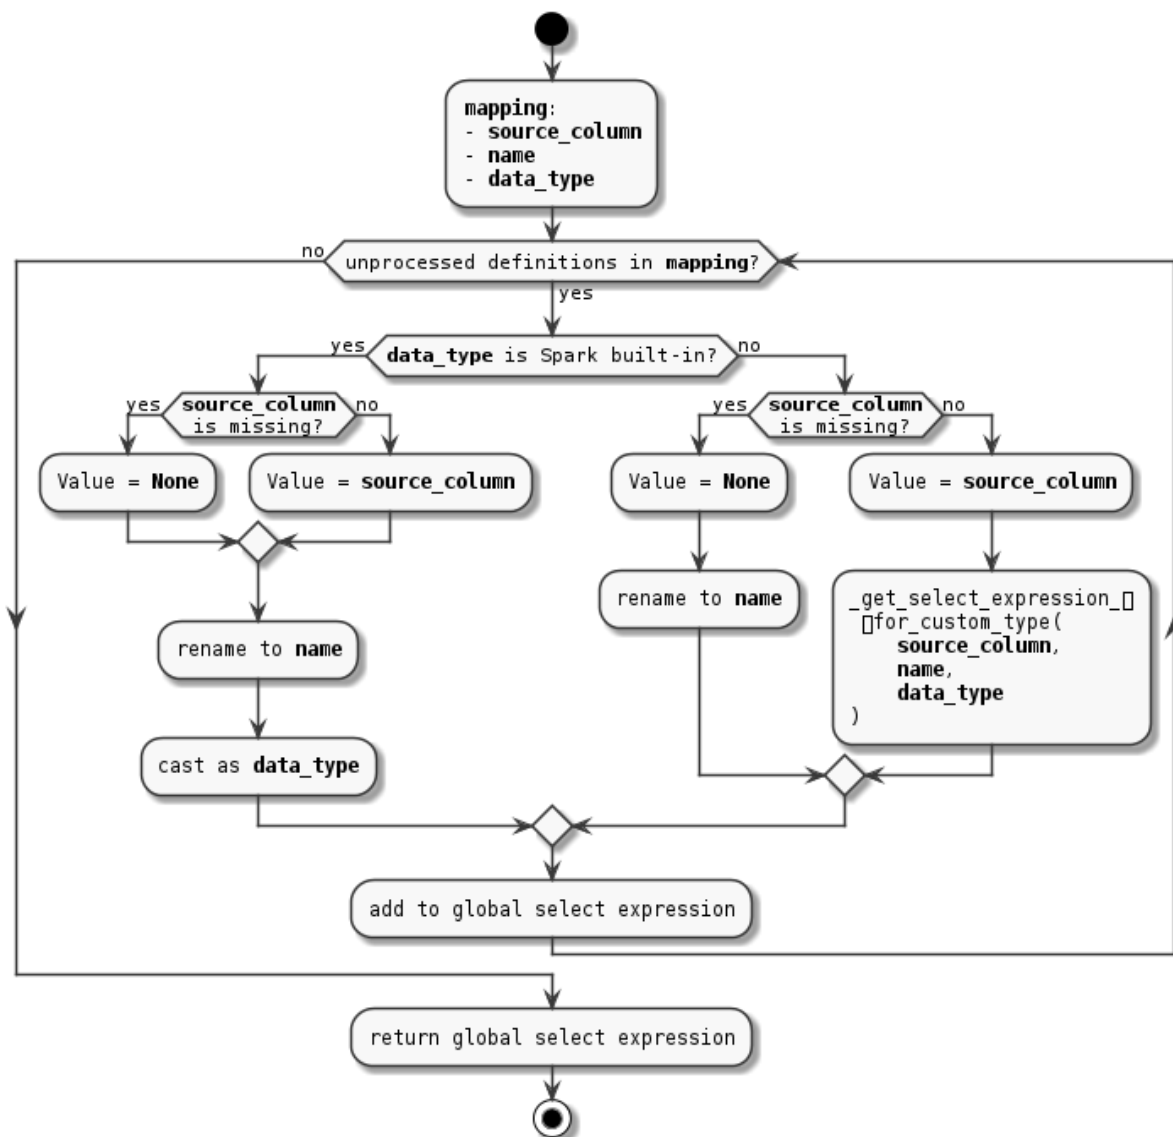 mapping:
- source_column
- name
- data_type
no
unprocessed definitions in mapping?
yes
yes
data_type is Spark built-in?
no
yes
source_column
is missing?
no
yes
source_column
is missing?
no
Value = None
Value = source_column
Value = None
Value = source_column
rename to name
_get_select_expression_▯
▯for_custom_type(
source_column,
name,
data_type
)
rename to name
cast as data_type
add to global select expression
return global select expression